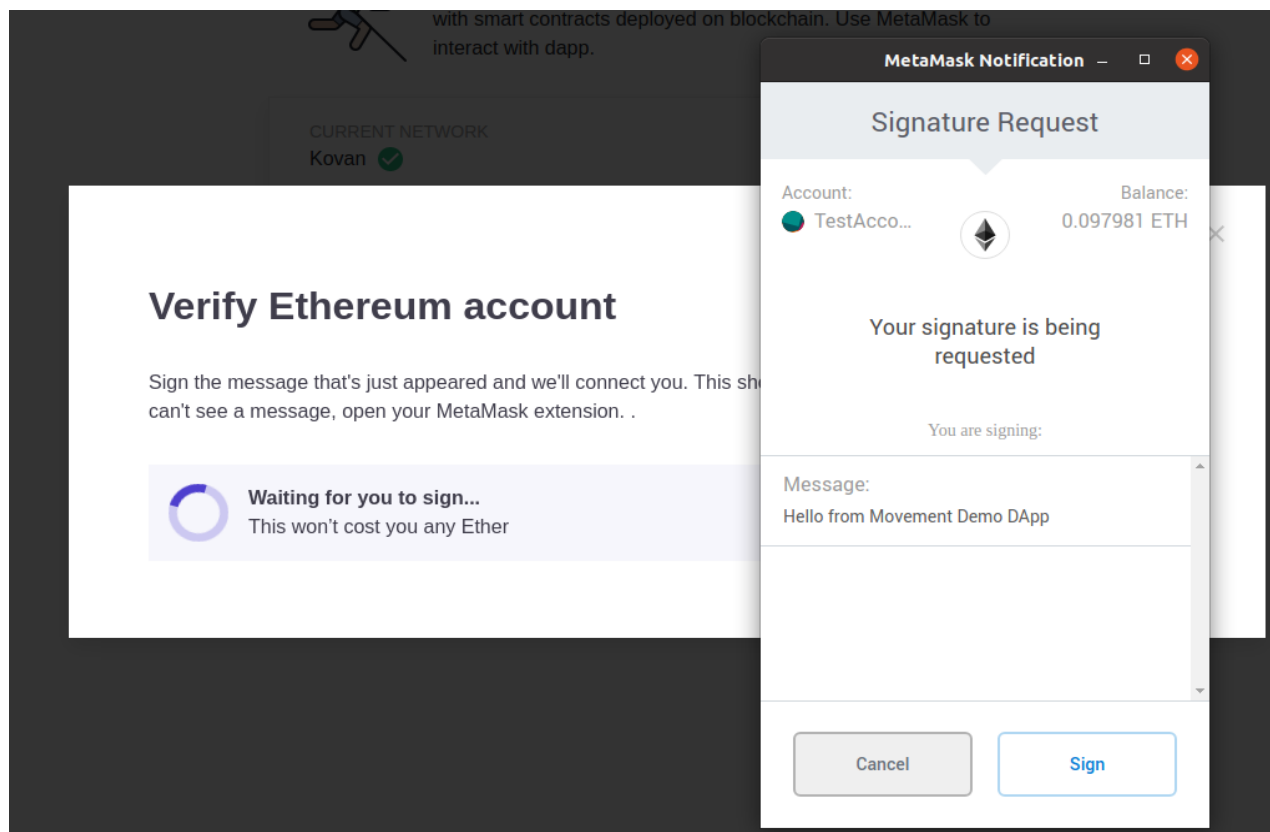 with smart contracts deployed on blockchain. Use MetaMask to
interact with dapp.
CURRENT NETWORK
Kovan
Verify Ethereum account
Sign the message that's just appeared and we'll connect you. This
can't see a message, open your MetaMask extension. .
Waiting for you to sign...
This won’t cost you any Ether
MetaMask Notification
Signature Request
Account:
Balance:
TestAcco...
0.097981 ETH
Your signature is being
requested
You are signing:
Message:
Hello from Movement Demo DApp
Cancel
Sign